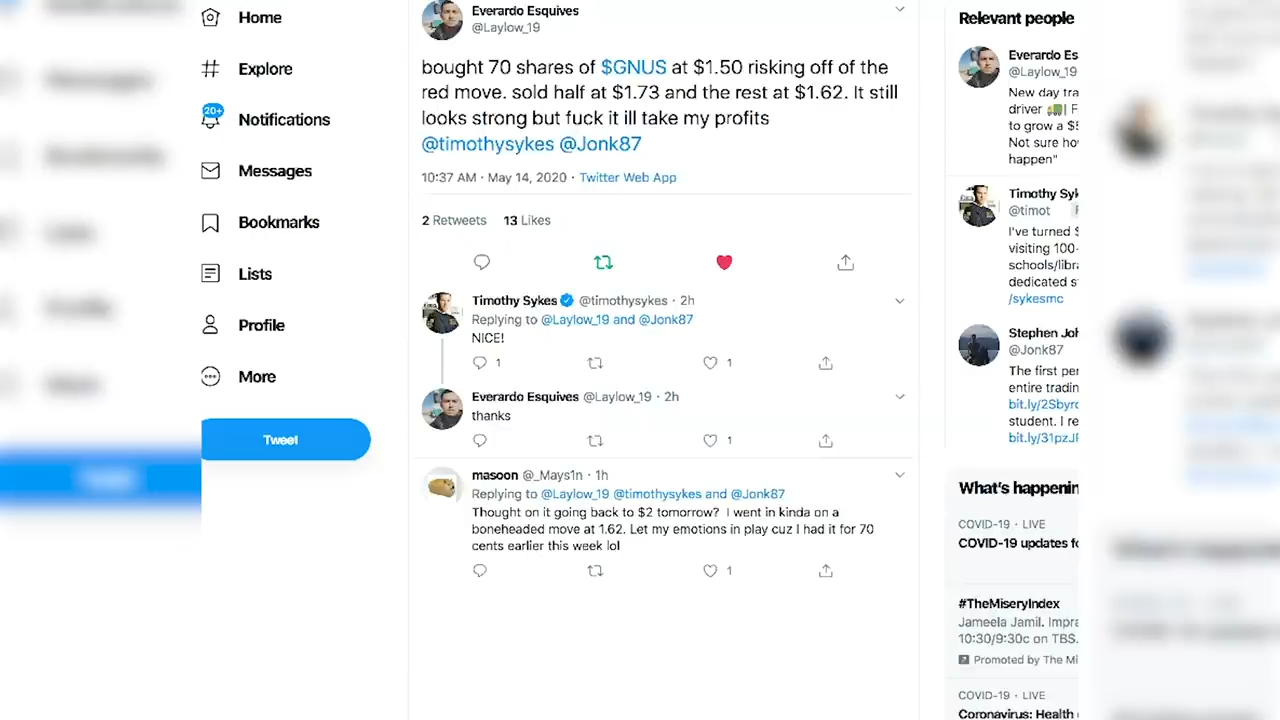 Home
Explore
20+
Notifications
Messages
Bookmarks
Lists
Profile
More
Tweet
Everardo Esquives
@Laylow_19
bought 70 shares of $GNUS at $1.50 risking off of the
red move. sold half at $1.73 and the rest at $1.62. It still
looks strong but fuck it ill take my profits
@timothysykes @Jonk87
10:37 AM · May 14, 2020 · Twitter Web App
2 Retweets 13 Likes
Timothy Sykes @timothysykes · 2h
Replying to @Laylow_19 and @Jonk87
NICE!
1 1
Everardo Esquives @Laylow_19 · 2h
thanks
1
masoon @_Mays1n · 1h
Replying to @Laylow_19 @timothysykes and @Jonk87
Thought on it going back to $2 tomorrow? I went in kinda on a
boneheaded move at 1.62. Let my emotions in play cuz I had it for 70
cents earlier this week lol
1
Relevant people
Everardo Es
@Laylow_19
New day tra
driver F
to grow a $
Not sure ho
happen"
Timothy Syk
@timot
I've turned $
visiting 100-
schools/libra
dedicated s
/sykesmc
Stephen Joh
@Jonk87
The first per
entire tradin
bit.ly/2Sbyrc
student. I re
bit.ly/31pzJF
What's happenin
COVID-19 · LIVE
COVID-19 updates fo
#TheMiseryIndex
Jameela Jamil. Impra
10:30/9:30c on TBS.
Promoted by The Mi
COVID-19 · LIVE
Coronavirus: Health